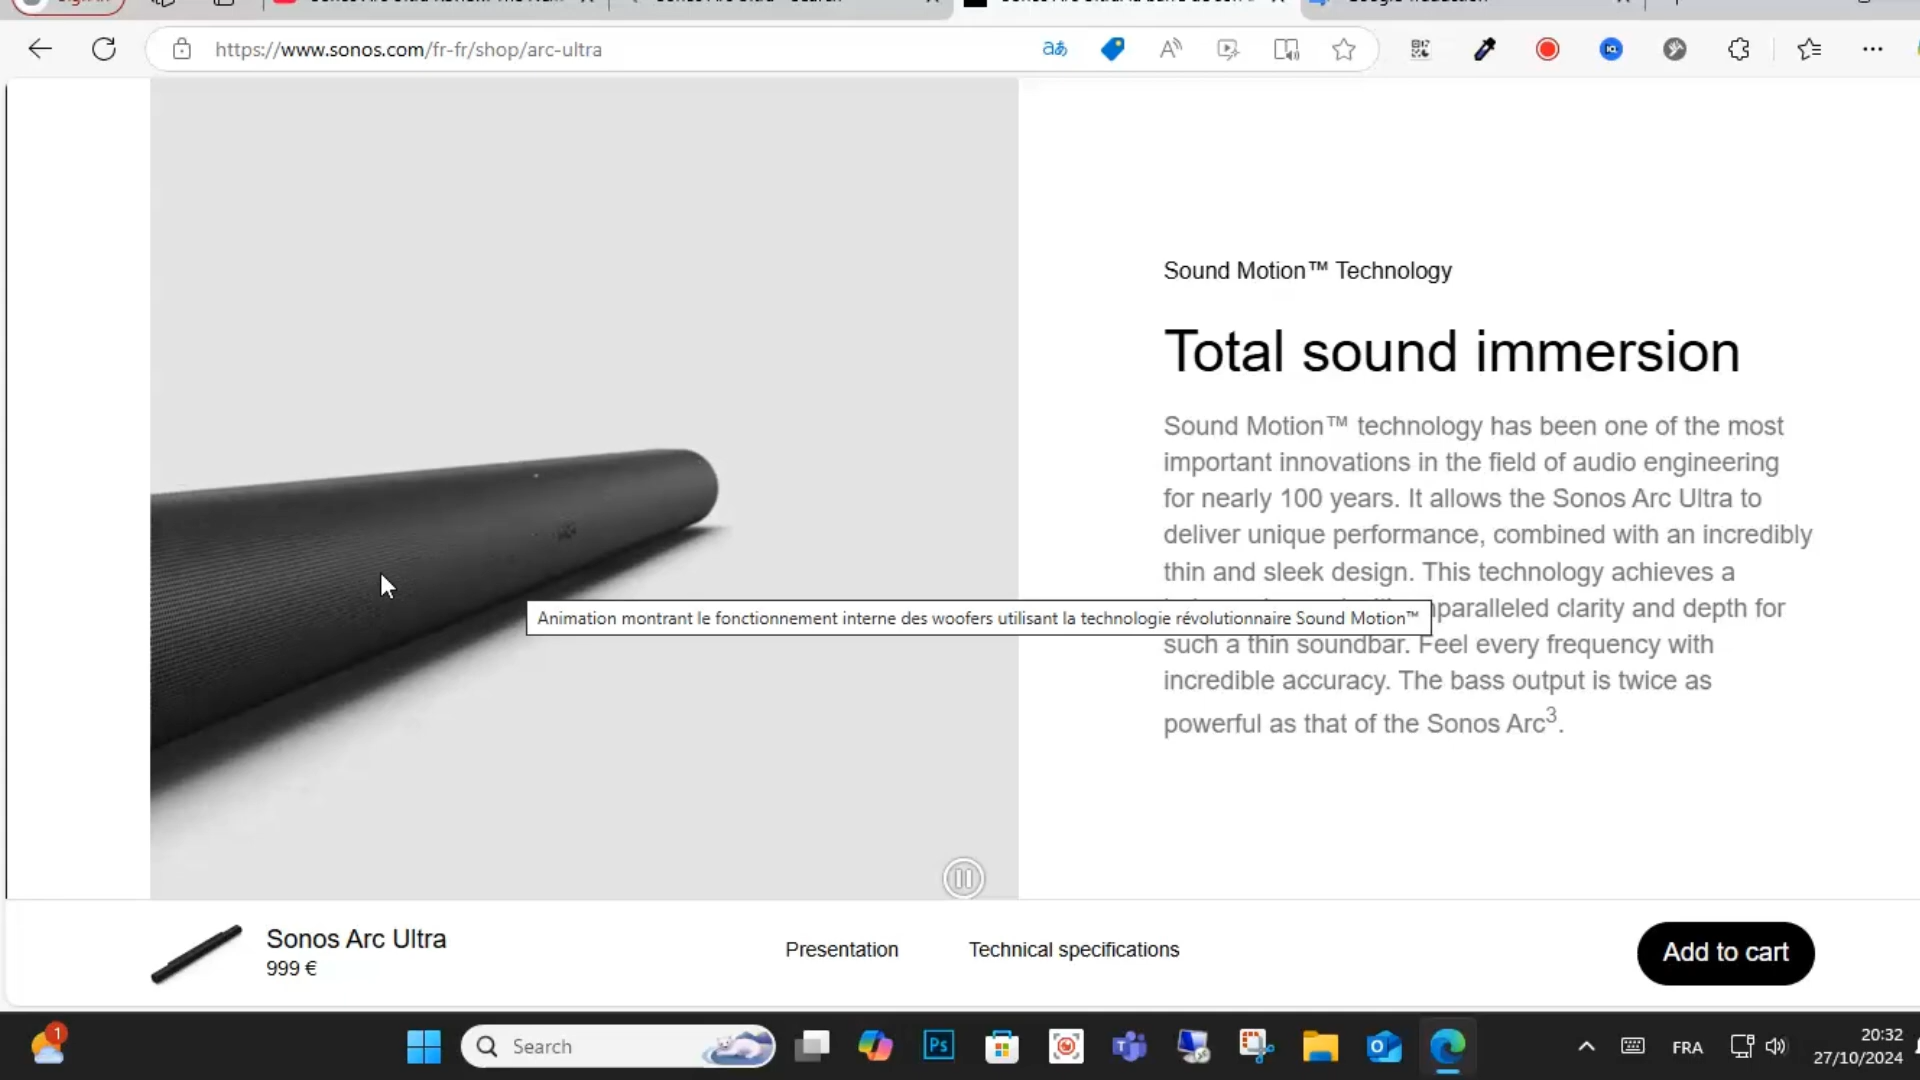 https://www.sonos.com/fr-fr/shop/arc-ultra
Sound Motion™ Technology
Total sound immersion
Sound Motion™ technology has been one of the most
important innovations in the field of audio engineering
for nearly 100 years. It allows the Sonos Arc Ultra to
deliver unique performance, combined with an incredibly
thin and sleek design. This technology achieves a
paralleled clarity and depth for
Animation montrant le fonctionnement interne des woofers utilisant la technologie révolutionnaire Sound Motion™
such a thin soundbar. Feel every frequency with
incredible accuracy. The bass output is twice as
powerful as that of the Sonos Arc3.
Sonos Arc Ultra
999 €
Presentation
Technical specifications
Add to cart
1
Search
Ps
FRA
20:32
27/10/2024